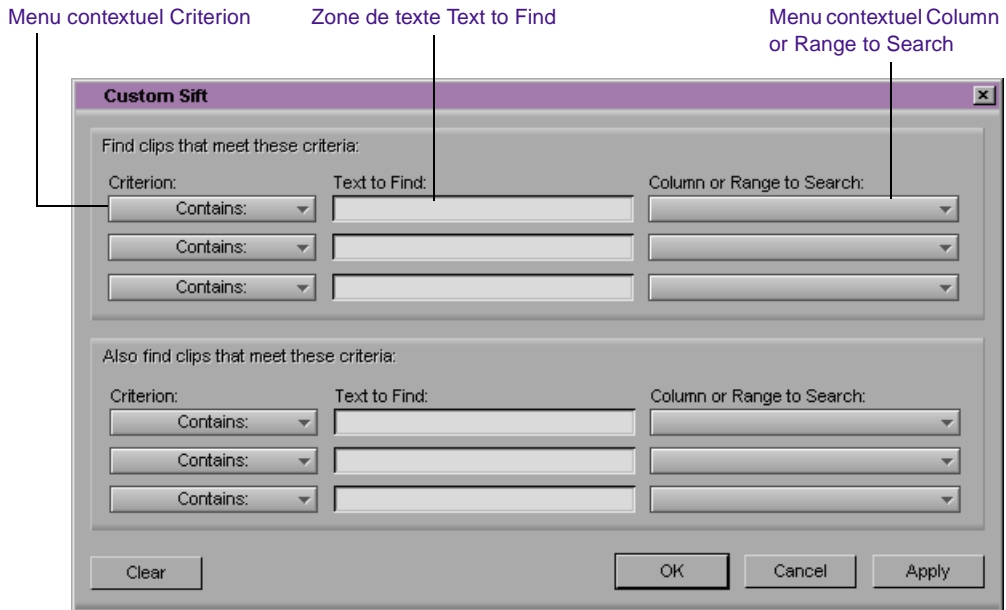 Menu contextuel Criterion
Zone de texte Text to Find
Menu contextuel Column
or Range to Search
Custom Sift
Find clips that meet these criteria:
Criterion:
Text to Find:
Column or Range to Search:
Contains:
Contains:
Contains:
Also find clips that meet these criteria:
Criterion:
Text to Find:
Column or Range to Search:
Contains:
Contains:
Contains:
Clear
OK
Cancel
Apply